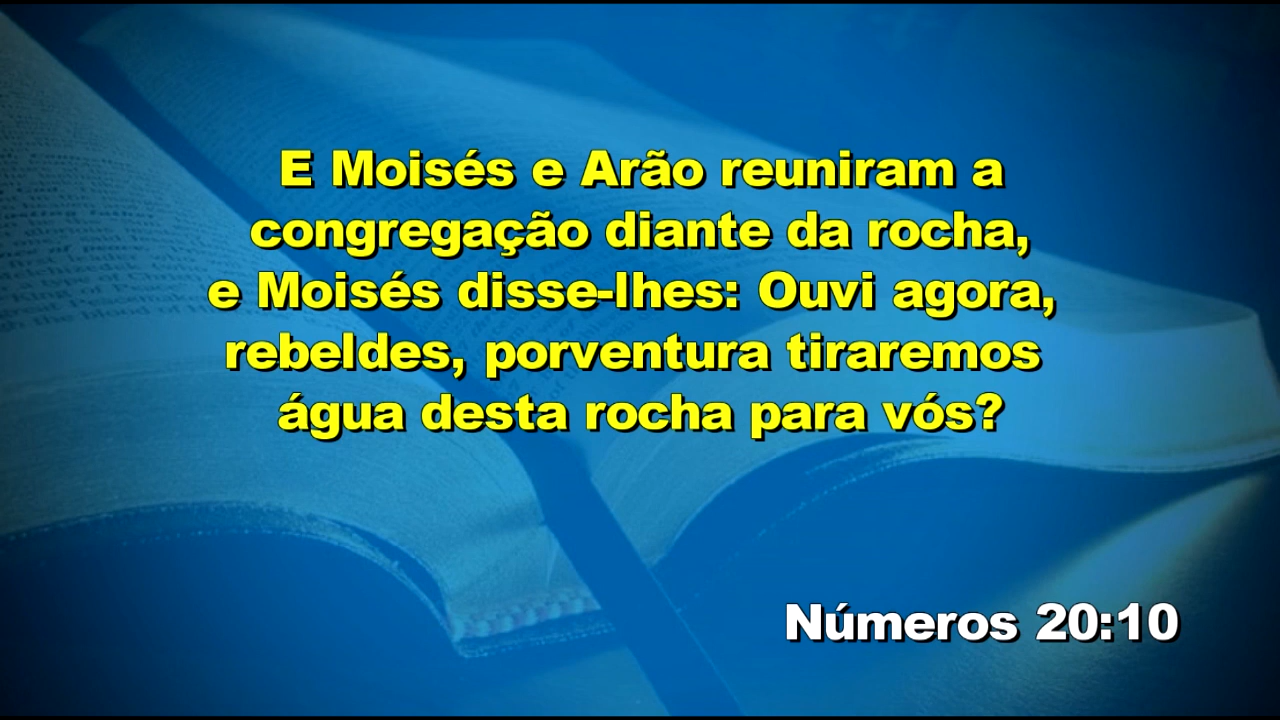 E Moisés e Arão reuniram a
congregação diante da rocha,
e Moisés disse-lhes: Ouvi agora,
rebeldes, porventura tiraremos
água desta rocha para vós?
Números 20:10